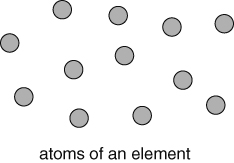 atoms of an element